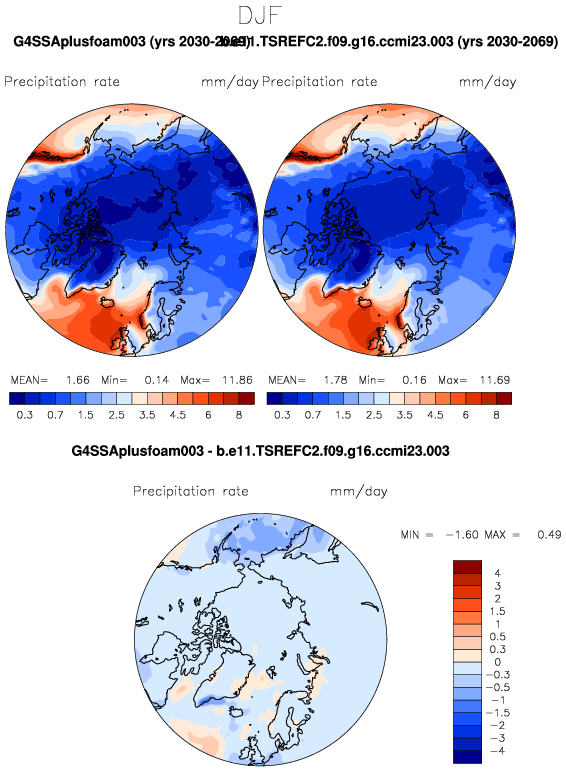 DJF
G4SSAplusfoam003 (yrs 2030-2069) b.e11.TSREFC2.f09.g16.ccmi23.003 (yrs 2030-2069)
Precipitation rate mm/day Precipitation rate mm/day
MEAN= 1.66 Min= 0.14 Max= 11.86 MEAN= 1.78 Min= 0.16 Max= 11.69
0.3 0.7 1.5 2.5 3.5 4.5 6 8 0.3 0.7 1.5 2.5 3.5 4.5 6 8
G4SSAplusfoam003 - b.e11.TSREFC2.f09.g16.ccmi23.003
Precipitation rate mm/day
MIN = -1.60 MAX = 0.49
4
3
2
1.5
1
0.5
0.3
0
-0.3
-0.5
-1
-1.5
-2
-3
-4